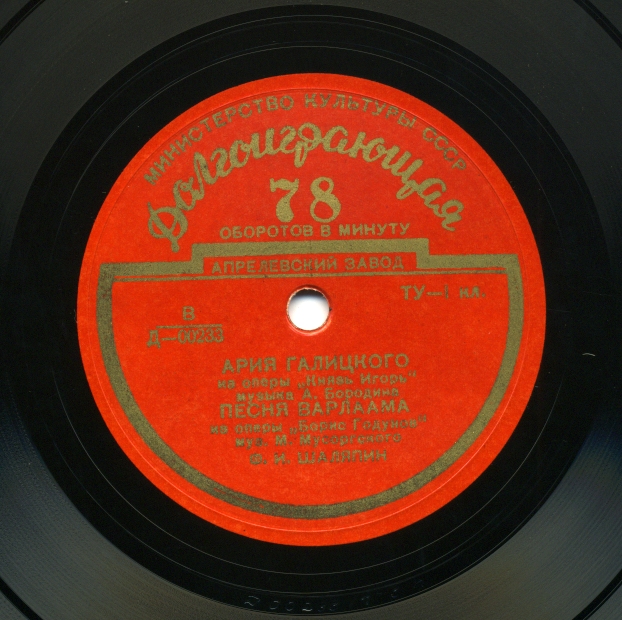 МИНИСТЕРСТВО КУЛЬТУРЫ СССР
Долгоиграющая
78
ОБОРОТОВ В МИНУТУ
АПРЕЛЕВСКИЙ ЗАВОД
ТУ—1 кл.
В
Д—00233
АРИЯ ГАЛИЦКОГО
из оперы „Князь Игорь"
музыка А. Бородина
ПЕСНЯ ВАРЛААМА
из оперы „Борис Годунов"
муз. М. Мусоргского
Ф. И. ШАЛЯПИН